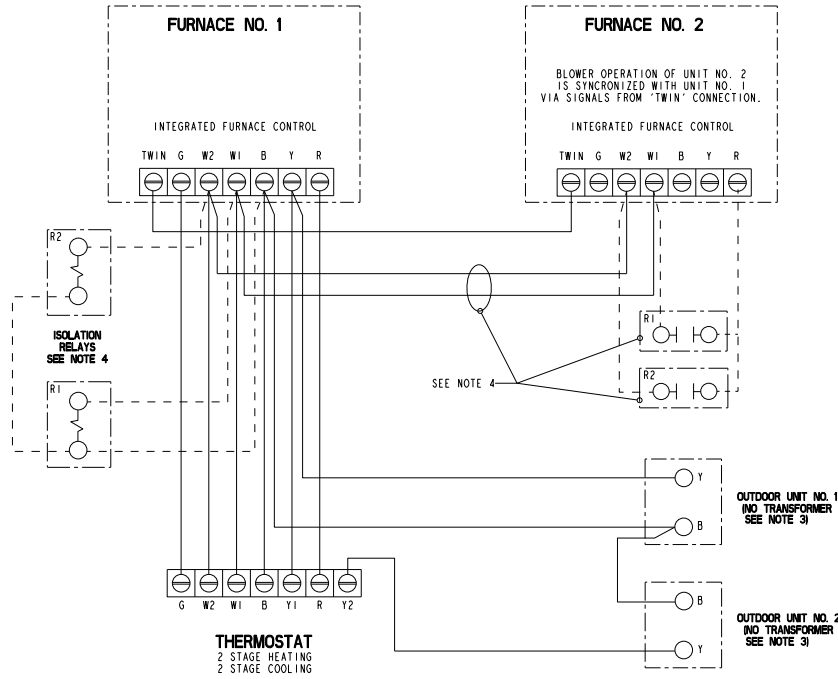 FURNACE NO. 1
INTEGRATED FURNACE CONTROL
TWIN G W2 W1 B Y R
FURNACE NO. 2
BLOWER OPERATION OF UNIT NO. 2
IS SYNCRONIZED WITH UNIT NO. 1
VIA SIGNALS FROM 'TWIN' CONNECTION.
INTEGRATED FURNACE CONTROL
TWIN G W2 W1 B Y R
R2
ISOLATION
RELAYS
SEE NOTE 4
R1
R1
R2
SEE NOTE 4
Y
B
OUTDOOR UNIT NO. 1
(NO TRANSFORMER
SEE NOTE 3)
B
Y
OUTDOOR UNIT NO. 2
(NO TRANSFORMER
SEE NOTE 3)
G W2 W1 B Y1 R Y2
THERMOSTAT
2 STAGE HEATING
2 STAGE COOLING